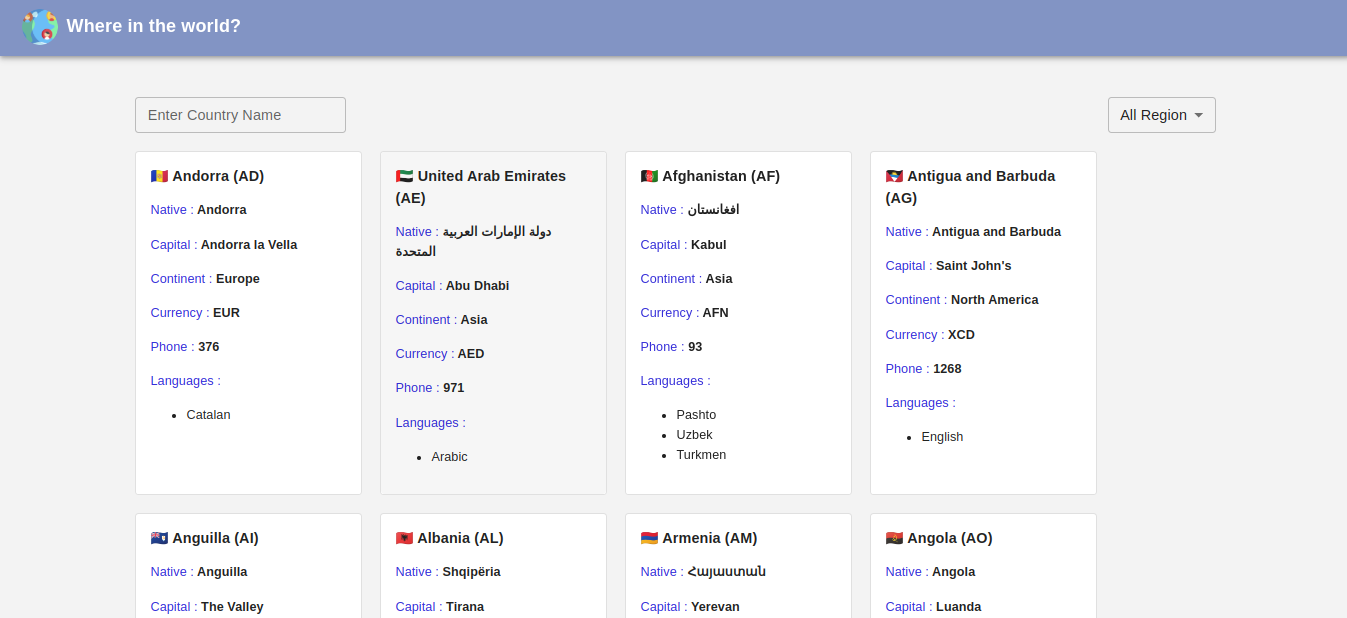 Where in the world?
Enter Country Name
All Region
Andorra (AD)
Native : Andorra
Capital : Andorra la Vella
Continent : Europe
Currency : EUR
Phone : 376
Languages :
Catalan
United Arab Emirates
(AE)
Native : دولة الإمارات العربية
المتحدة
Capital : Abu Dhabi
Continent : Asia
Currency : AED
Phone : 971
Languages :
Arabic
Afghanistan (AF)
Native : افغانستان
Capital : Kabul
Continent : Asia
Currency : AFN
Phone : 93
Languages :
Pashto
Uzbek
Turkmen
Antigua and Barbuda
(AG)
Native : Antigua and Barbuda
Capital : Saint John's
Continent : North America
Currency : XCD
Phone : 1268
Languages :
English
Anguilla (AI)
Native : Anguilla
Capital : The Valley
Albania (AL)
Native : Shqipëria
Capital : Tirana
Armenia (AM)
Native : Հայաստան
Capital : Yerevan
Angola (AO)
Native : Angola
Capital : Luanda